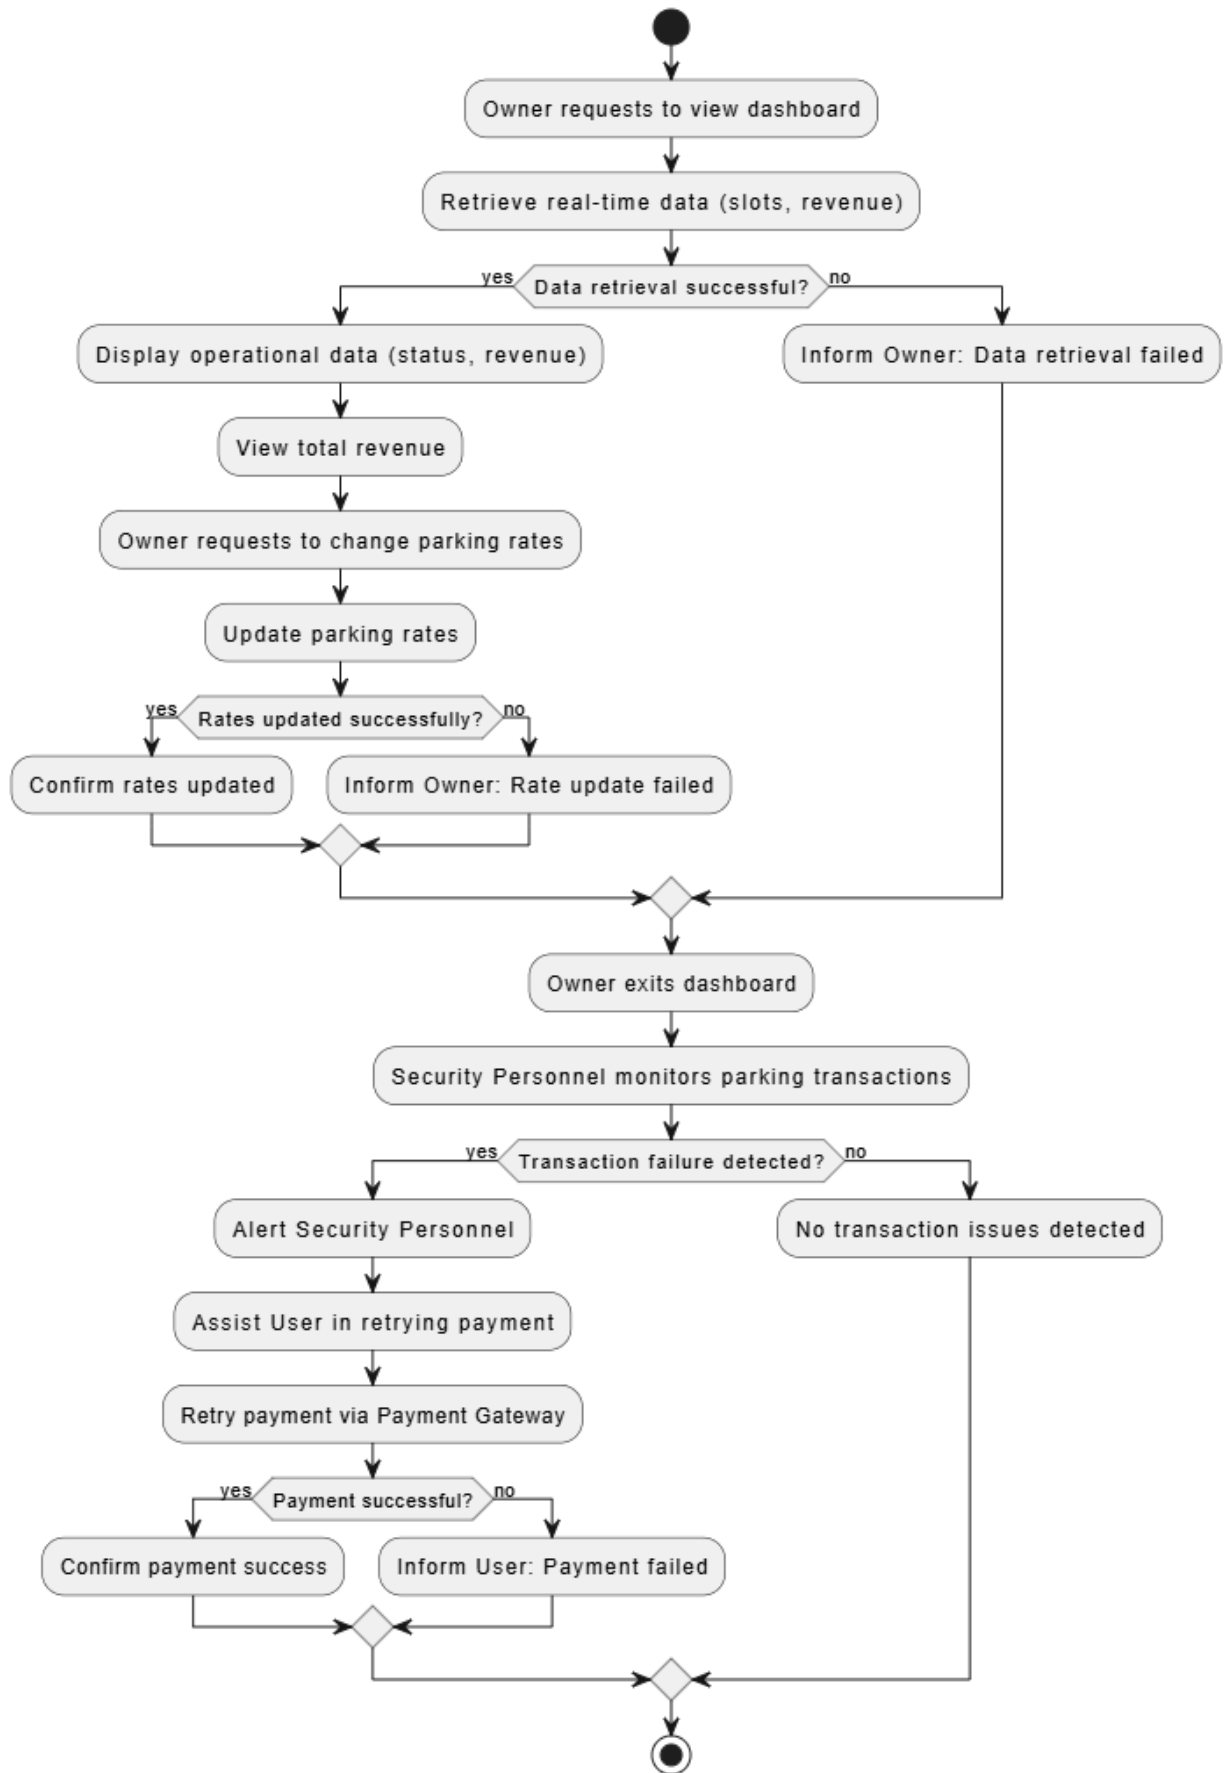 Owner requests to view dashboard
Retrieve real-time data (slots, revenue)
yes
Data retrieval successful?
no
Display operational data (status, revenue)
Inform Owner: Data retrieval failed
View total revenue
Owner requests to change parking rates
Update parking rates
yes
Rates updated successfully?
no
Confirm rates updated
Inform Owner: Rate update failed
Owner exits dashboard
Security Personnel monitors parking transactions
yes
Transaction failure detected?
no
Alert Security Personnel
No transaction issues detected
Assist User in retrying payment
Retry payment via Payment Gateway
yes
Payment successful?
no
Confirm payment success
Inform User: Payment failed